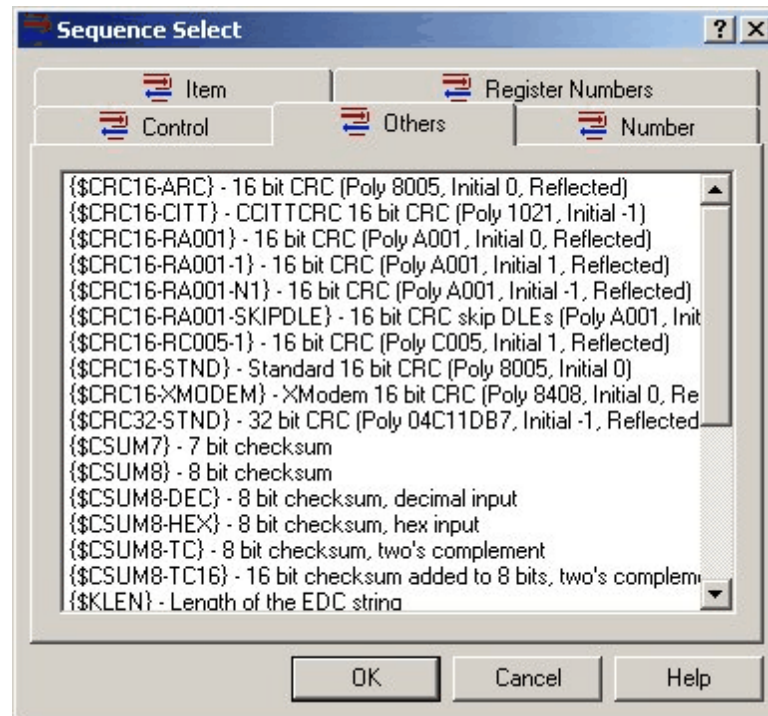 Sequence Select
Item
Register Numbers
Control
Others
Number
{$CRC16-ARC} - 16 bit CRC (Poly 8005, Initial 0, Reflected)
{$CRC16-CITT} - CCITTCRC 16 bit CRC (Poly 1021, Initial -1)
{$CRC16-RA001} - 16 bit CRC (Poly A001, Initial 0, Reflected)
{$CRC16-RA001-1} - 16 bit CRC (Poly A001, Initial 1, Reflected)
{$CRC16-RA001-N1} - 16 bit CRC (Poly A001, Initial -1, Reflected)
{$CRC16-RA001-SKIPDLE} - 16 bit CRC skip DLEs (Poly A001, Init
{$CRC16-RC005-1} - 16 bit CRC (Poly C005, Initial 1, Reflected)
{$CRC16-STND} - Standard 16 bit CRC (Poly 8005, Initial 0)
{$CRC16-XMODEM} - XModem 16 bit CRC (Poly 8408, Initial 0, Re
{$CRC32-STND} - 32 bit CRC (Poly 04C11DB7, Initial -1, Reflected
{$CSUM7} - 7 bit checksum
{$CSUM8} - 8 bit checksum
{$CSUM8-DEC} - 8 bit checksum, decimal input
{$CSUM8-HEX} - 8 bit checksum, hex input
{$CSUM8-TC} - 8 bit checksum, two's complement
{$CSUM8-TC16} - 16 bit checksum added to 8 bits, two's complem
{$KLEN} - Length of the EDC string
OK
Cancel
Help